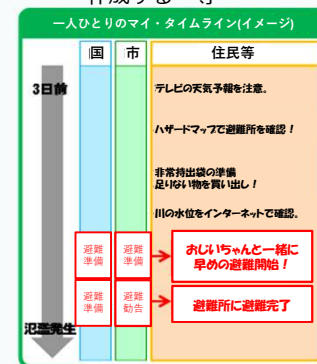 一人ひとりのマイ・タイムライン(イメージ)
国 市 住民等
3日前
テレビの天気予報を注意。
ハザードマップで避難所を確認！
非常持出袋の準備
足りない物を買い出し！
川の水位をインターネットで確認。
避難
準備
避難
準備
おじいちゃんと一緒に
早めの避難開始！
避難
準備
避難
勧告
避難所に避難完了
氾濫発生